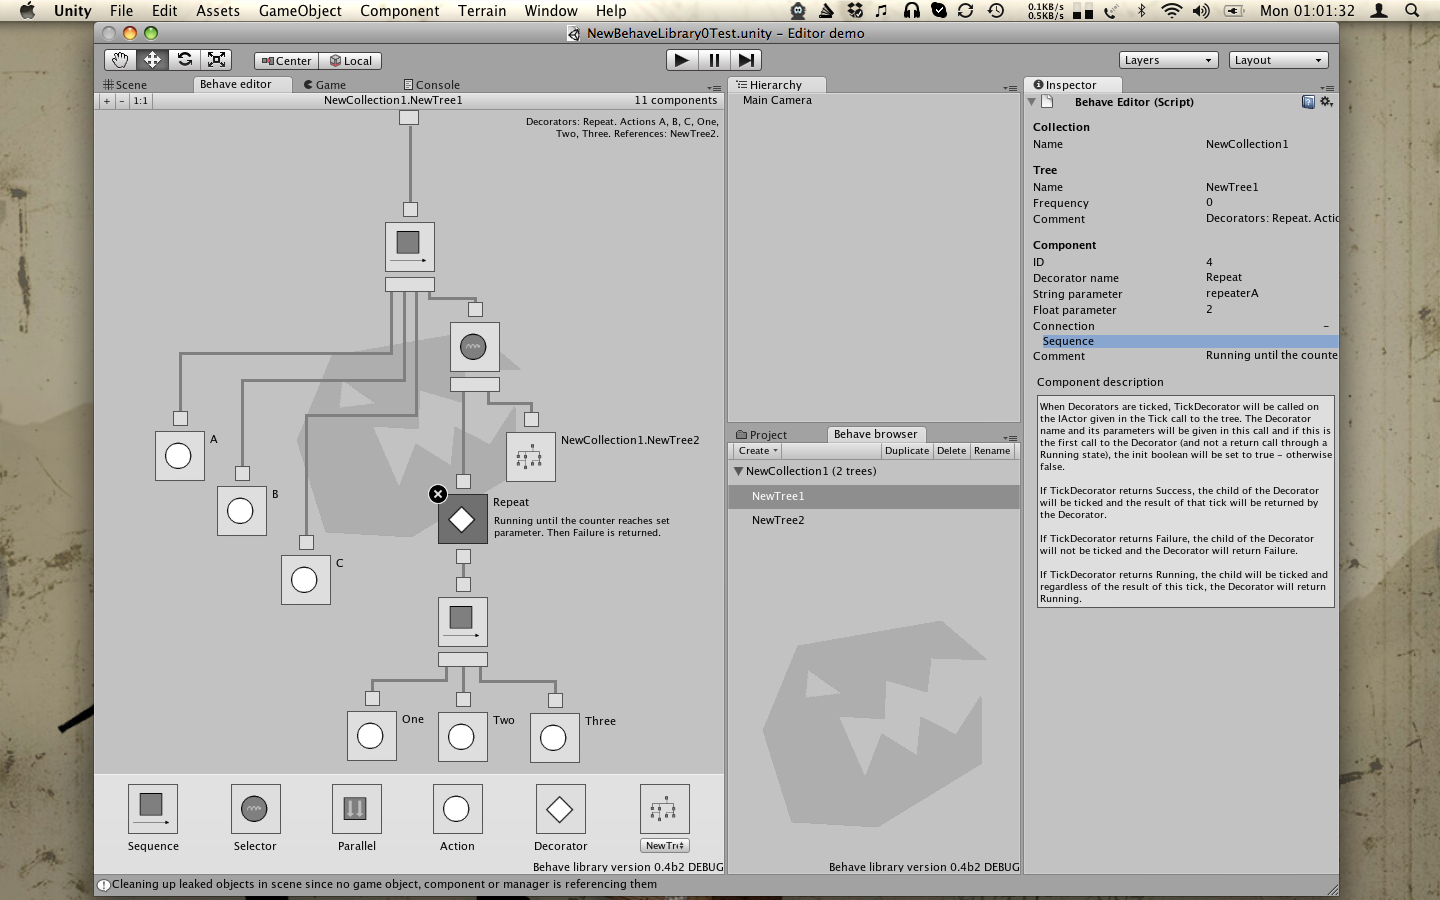 Unity File Edit Assets GameObject Component Terrain Window Help
0.1KB/s
0.5KB/s
Mon 01:01:32
NewBehaveLibrary0Test.unity – Editor demo
Center Local
Layers Layout
Scene Behave editor Game Console
+ – 1:1 NewCollection1.NewTree1 11 components
Decorators: Repeat. Actions A, B, C, One,
Two, Three. References: NewTree2.
A
B
C
NewCollection1.NewTree2
Repeat
Running until the counter reaches set
parameter. Then Failure is returned.
One
Two
Three
Sequence Selector Parallel Action Decorator NewTr
Behave library version 0.4b2 DEBUG
Hierarchy
Main Camera
Project Behave browser
Create Duplicate Delete Rename
NewCollection1 (2 trees)
NewTree1
NewTree2
Behave library version 0.4b2 DEBUG
Inspector
Behave Editor (Script)
Collection
Name NewCollection1
Tree
Name NewTree1
Frequency 0
Comment Decorators: Repeat. Actio
Component
ID 4
Decorator name Repeat
String parameter repeaterA
Float parameter 2
Connection –
Sequence
Comment Running until the counte
Component description
When Decorators are ticked, TickDecorator will be called on
the IActor given in the Tick call to the tree. The Decorator
name and its parameters will be given in this call and if this is
the first call to the Decorator (and not a return call through a
Running state), the init boolean will be set to true – otherwise
false.
If TickDecorator returns Success, the child of the Decorator
will be ticked and the result of that tick will be returned by
the Decorator.
If TickDecorator returns Failure, the child of the Decorator
will not be ticked and the Decorator will return Failure.
If TickDecorator returns Running, the child will be ticked and
regardless of the result of this tick, the Decorator will return
Running.
Cleaning up leaked objects in scene since no game object, component or manager is referencing them